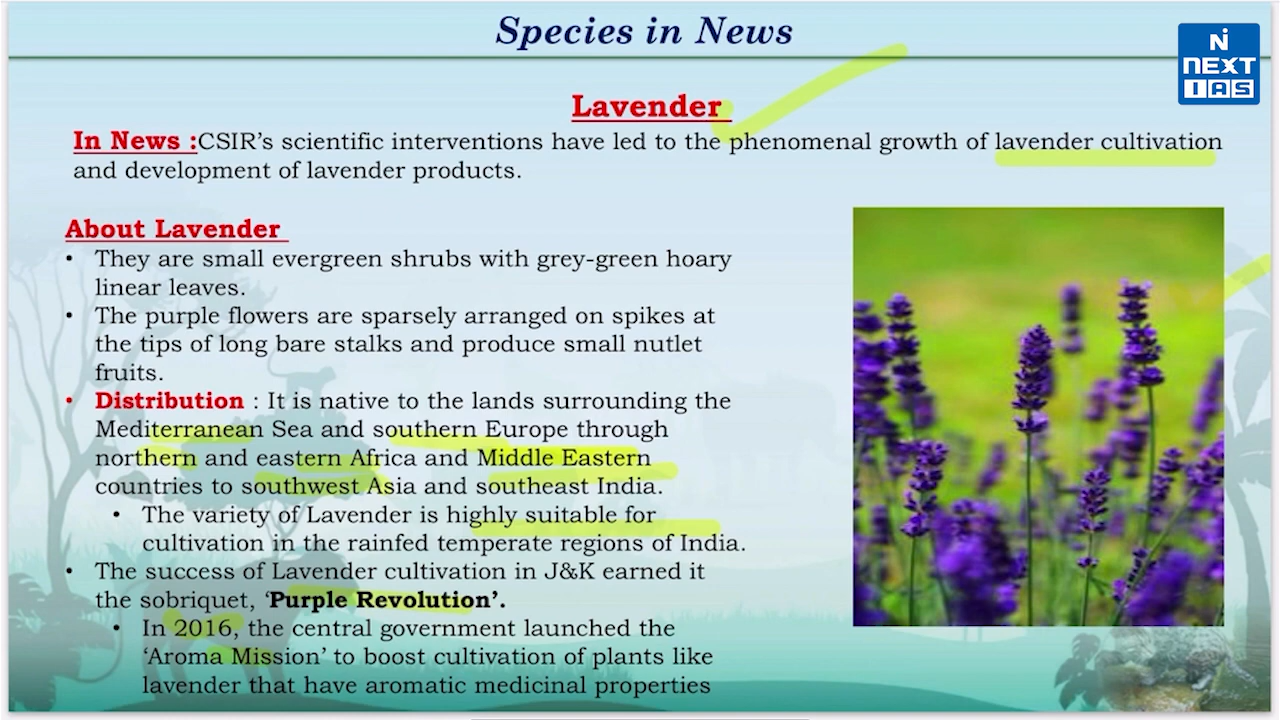 Species in News
NEXT
IAS
Lavender
In News :CSIR’s scientific interventions have led to the phenomenal growth of lavender cultivation
and development of lavender products.
About Lavender
• They are small evergreen shrubs with grey-green hoary
linear leaves.
• The purple flowers are sparsely arranged on spikes at
the tips of long bare stalks and produce small nutlet
fruits.
• Distribution : It is native to the lands surrounding the
Mediterranean Sea and southern Europe through
northern and eastern Africa and Middle Eastern
countries to southwest Asia and southeast India.
• The variety of Lavender is highly suitable for
cultivation in the rainfed temperate regions of India.
• The success of Lavender cultivation in J&K earned it
the sobriquet, ‘Purple Revolution’.
• In 2016, the central government launched the
‘Aroma Mission’ to boost cultivation of plants like
lavender that have aromatic medicinal properties